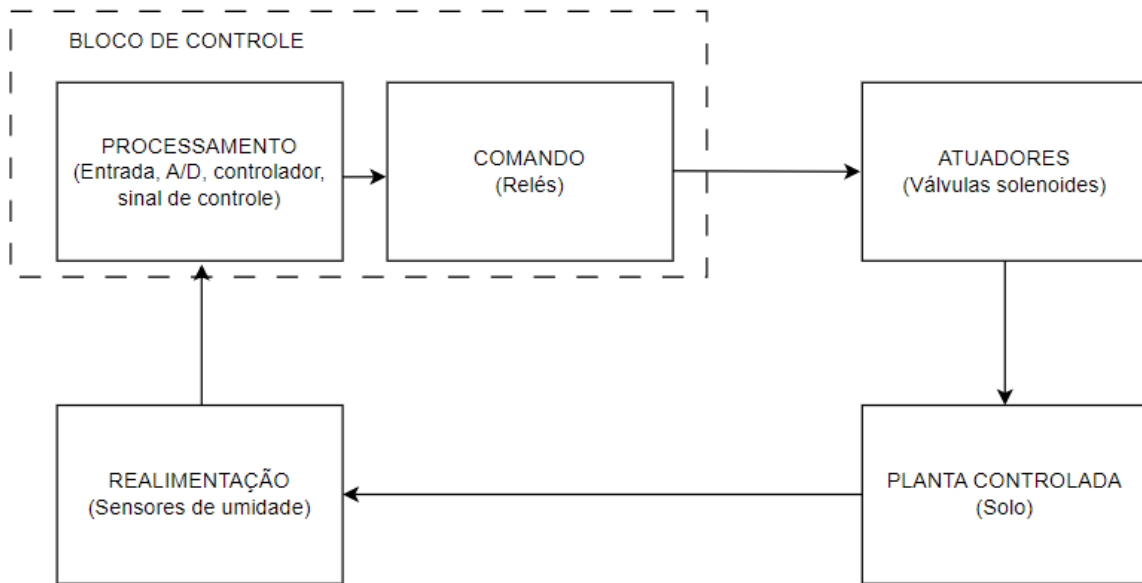 BLOCO DE CONTROLE
PROCESSAMENTO
(Entrada, A/D, controlador,
sinal de controle)
COMANDO
(Relés)
ATUADORES
(Válvulas solenoides)
REALIMENTAÇÃO
(Sensores de umidade)
PLANTA CONTROLADA
(Solo)